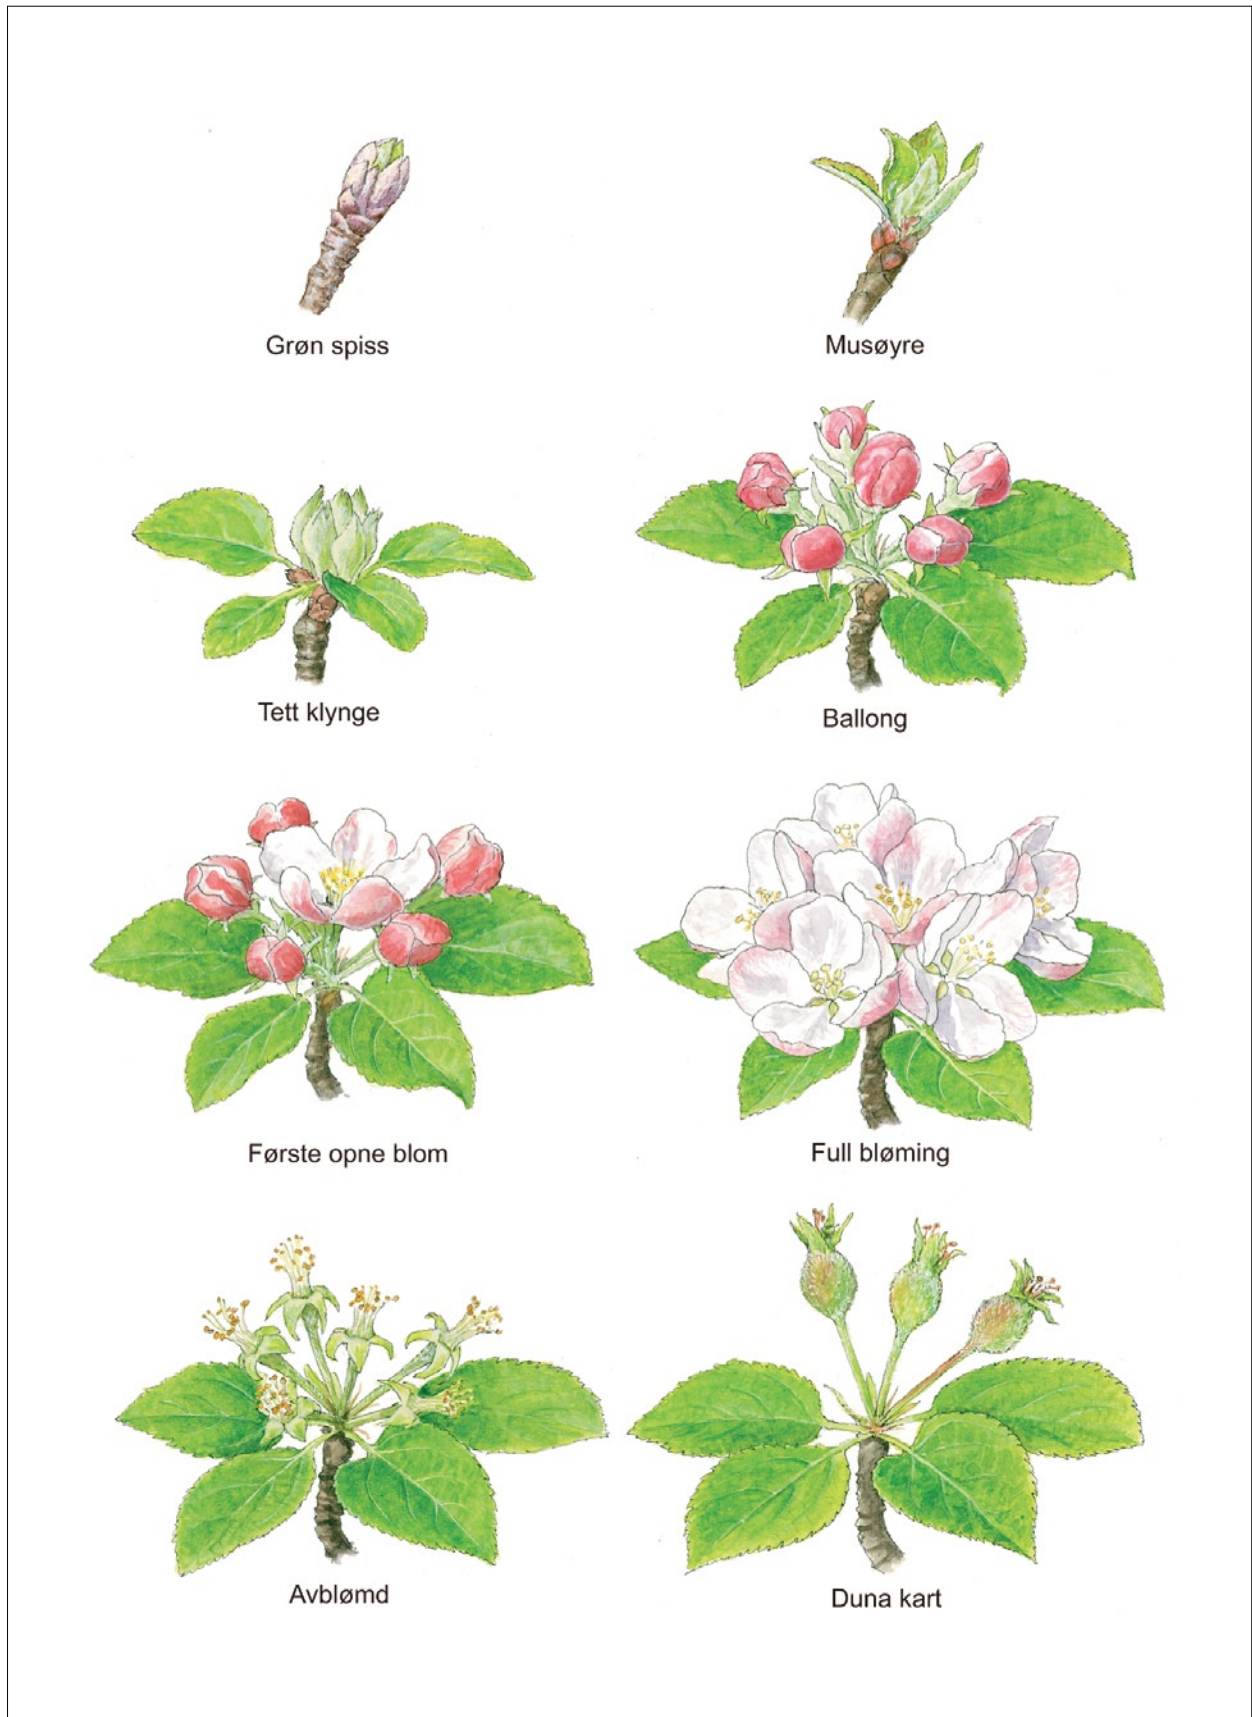 Grøn spiss
Musøyre
Tett klynge
Ballong
Første opne blom
Full bløming
Avblømd
Duna kart